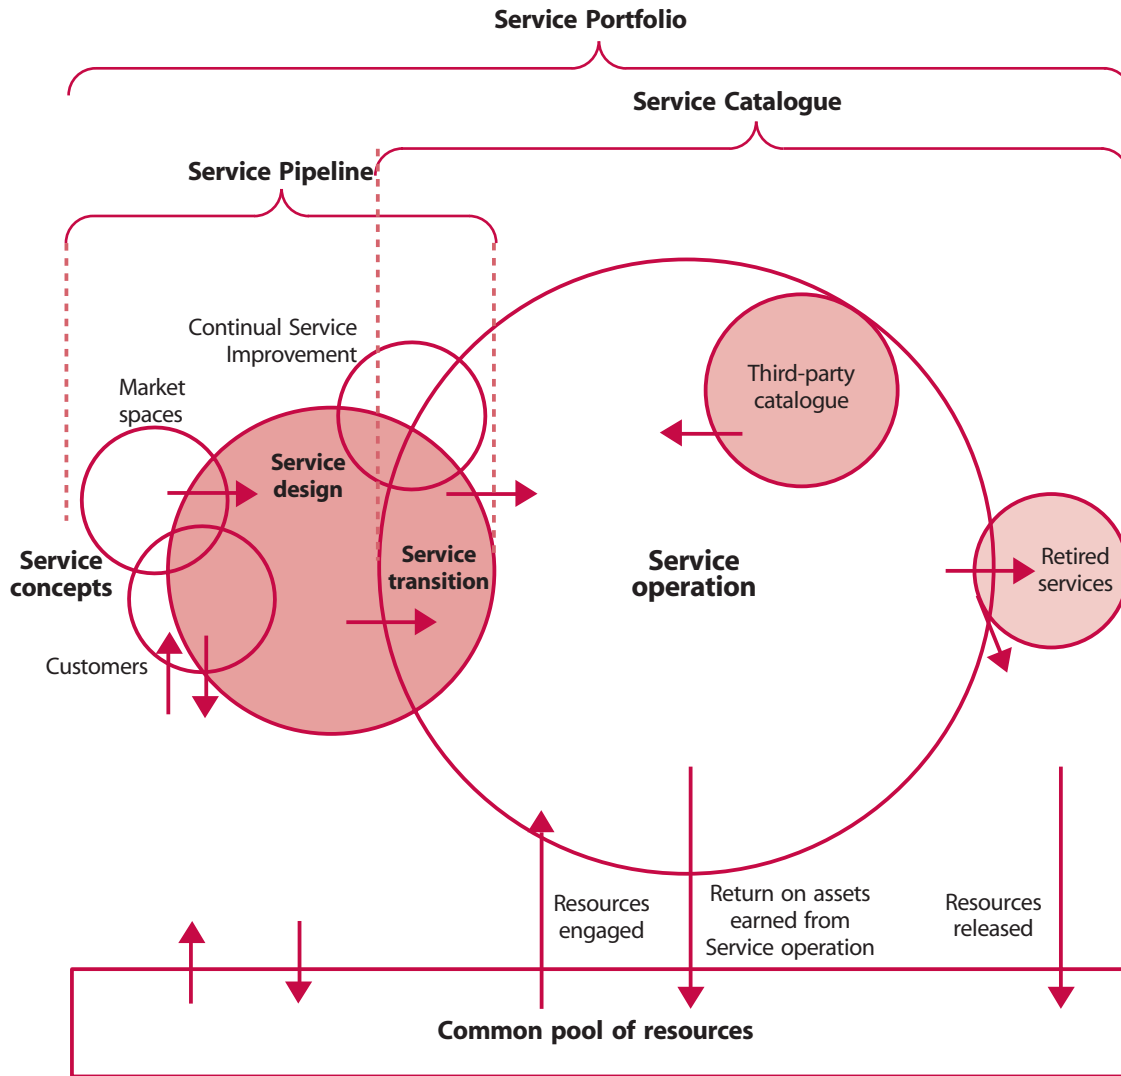 Service Portfolio
Service Catalogue
Service Pipeline
Continual Service
Improvement
Market
spaces
Third-party
catalogue
Service
design
Service
concepts
Service
transition
Service
operation
Retired
services
Customers
Resources
engaged
Return on assets
earned from
Service operation
Resources
released
Common pool of resources